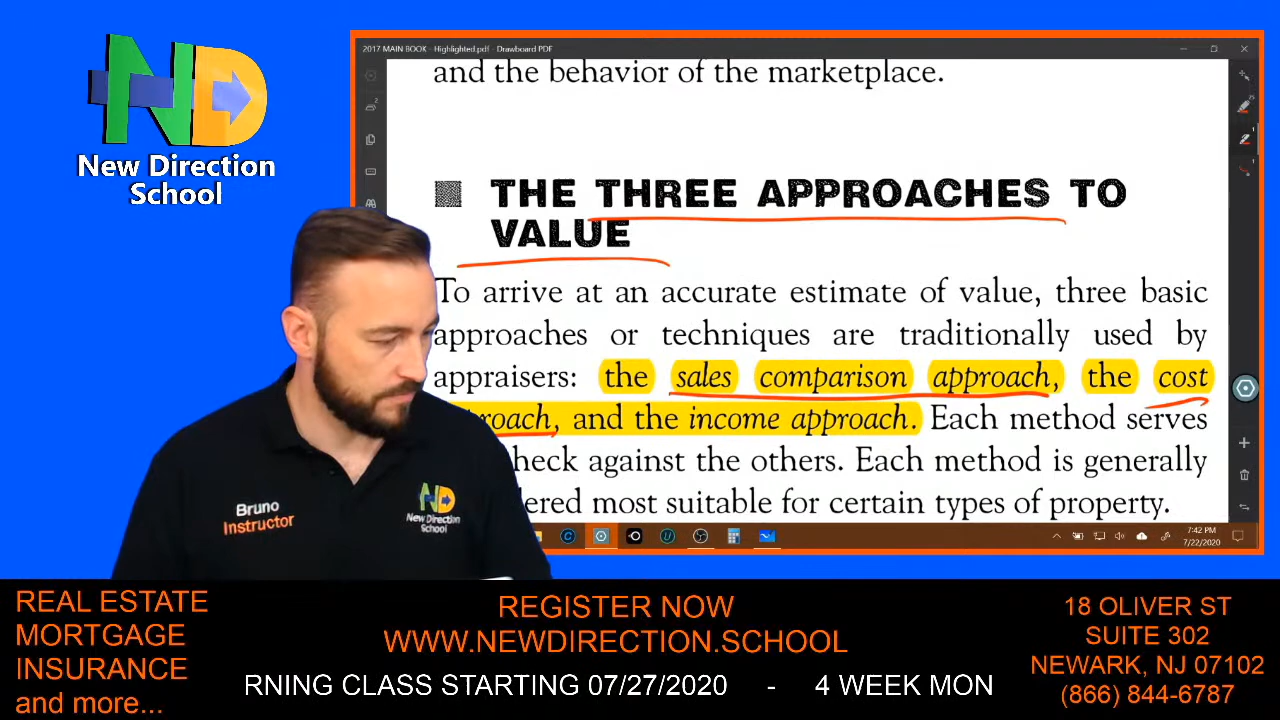 ND
New Direction
School
2017 MAIN BOOK - Highlighted.pdf - Drawboard PDF
and the behavior of the marketplace.
THE THREE APPROACHES TO
VALUE
To arrive at an accurate estimate of value, three basic
approaches or techniques are traditionally used by
appraisers: the sales comparison approach, the cost
roach, and the income approach. Each method serves
heck against the others. Each method is generally
ered most suitable for certain types of property.
7:42 PM
7/22/2020
Bruno
Instructor
ND
New Direction
School
REAL ESTATE
MORTGAGE
INSURANCE
and more...
REGISTER NOW
WWW.NEWDIRECTION.SCHOOL
RNING CLASS STARTING 07/27/2020 - 4 WEEK MON
18 OLIVER ST
SUITE 302
NEWARK, NJ 07102
(866) 844-6787